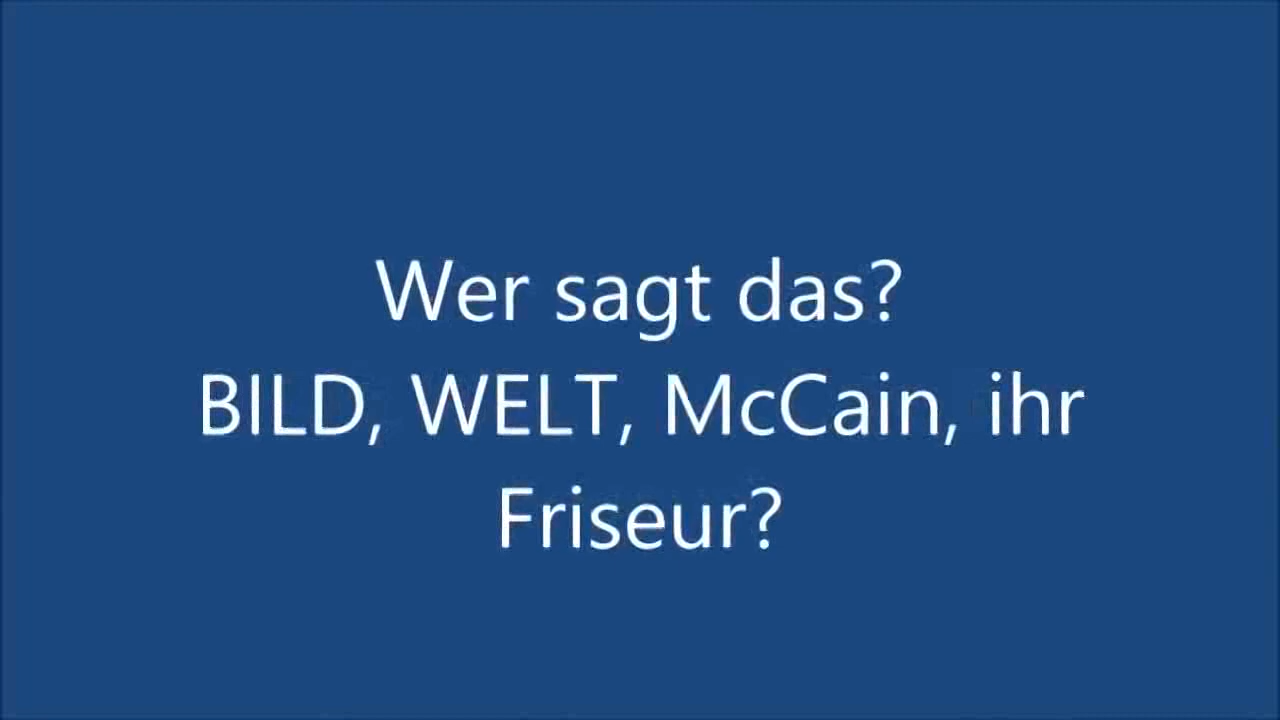 Wer sagt das?
BILD, WELT, McCain, ihr
Friseur?